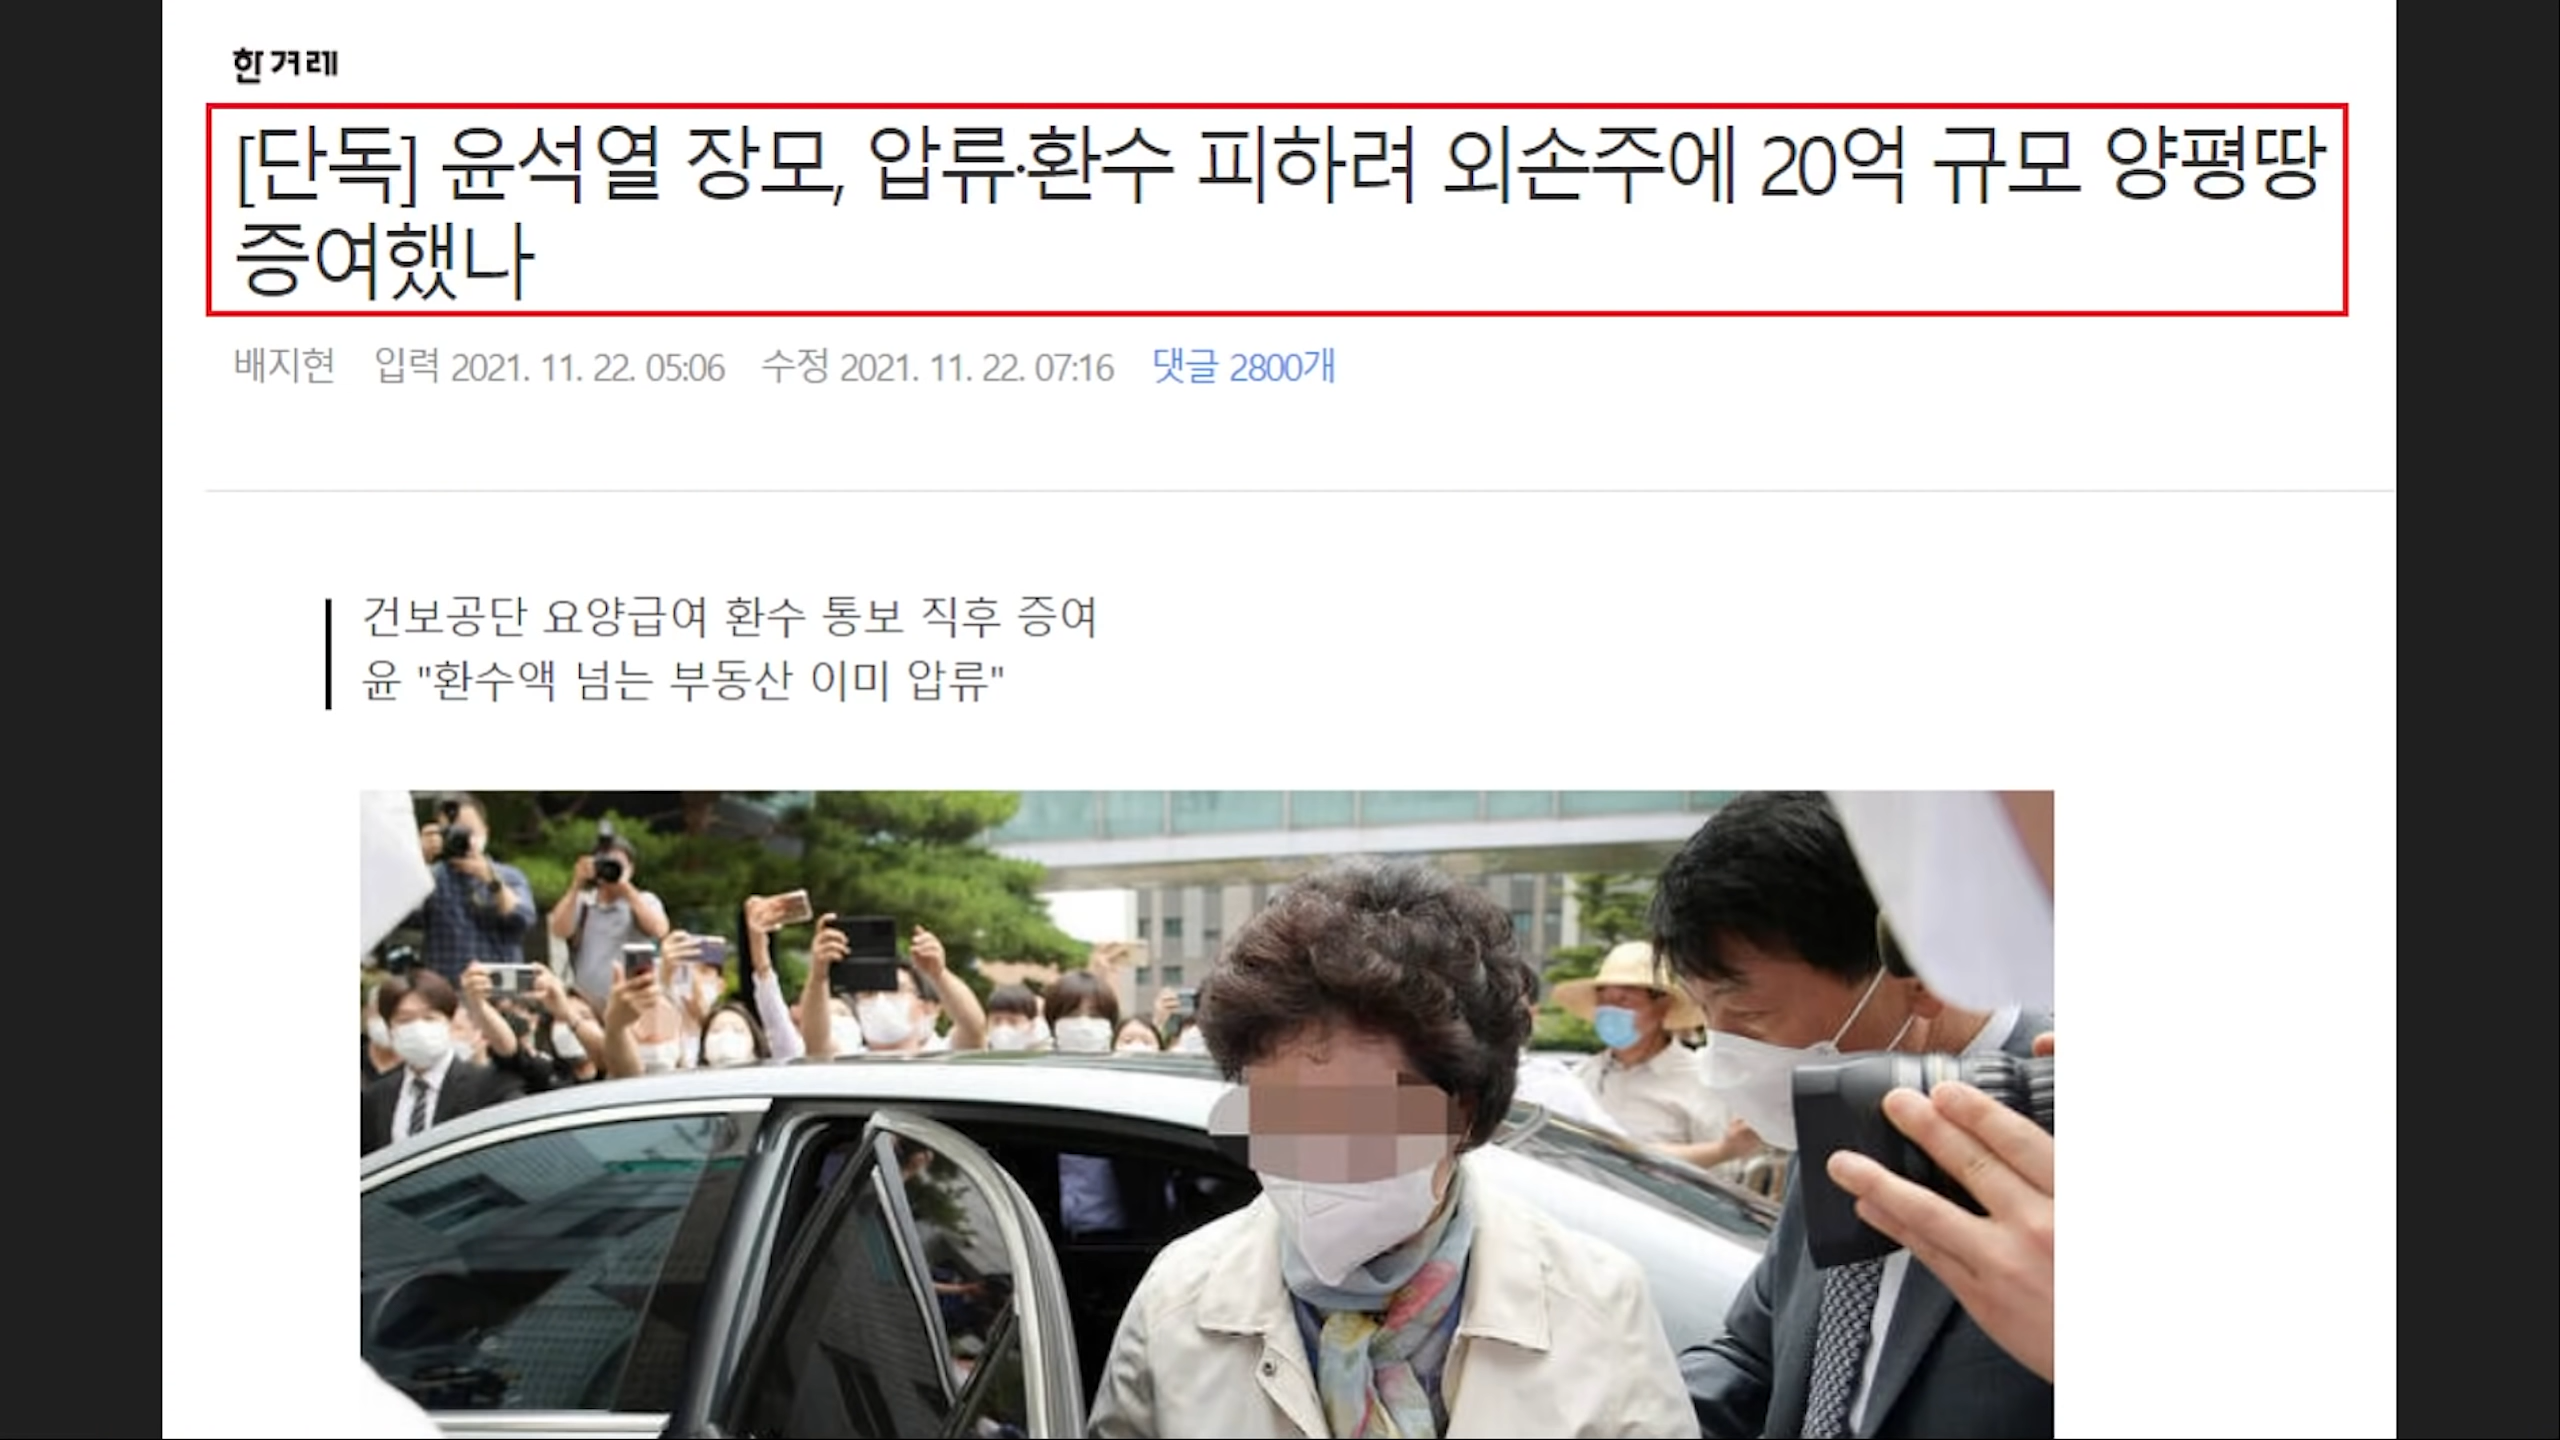 한겨레
[단독] 윤석열 장모, 압류·환수 피하려 외손주에 20억 규모 양평땅
증여했나
배지현 입력 2021. 11. 22. 05:06 수정 2021. 11. 22. 07:16 댓글 2800개
건보공단 요양급여 환수 통보 직후 증여
윤 "환수액 넘는 부동산 이미 압류"